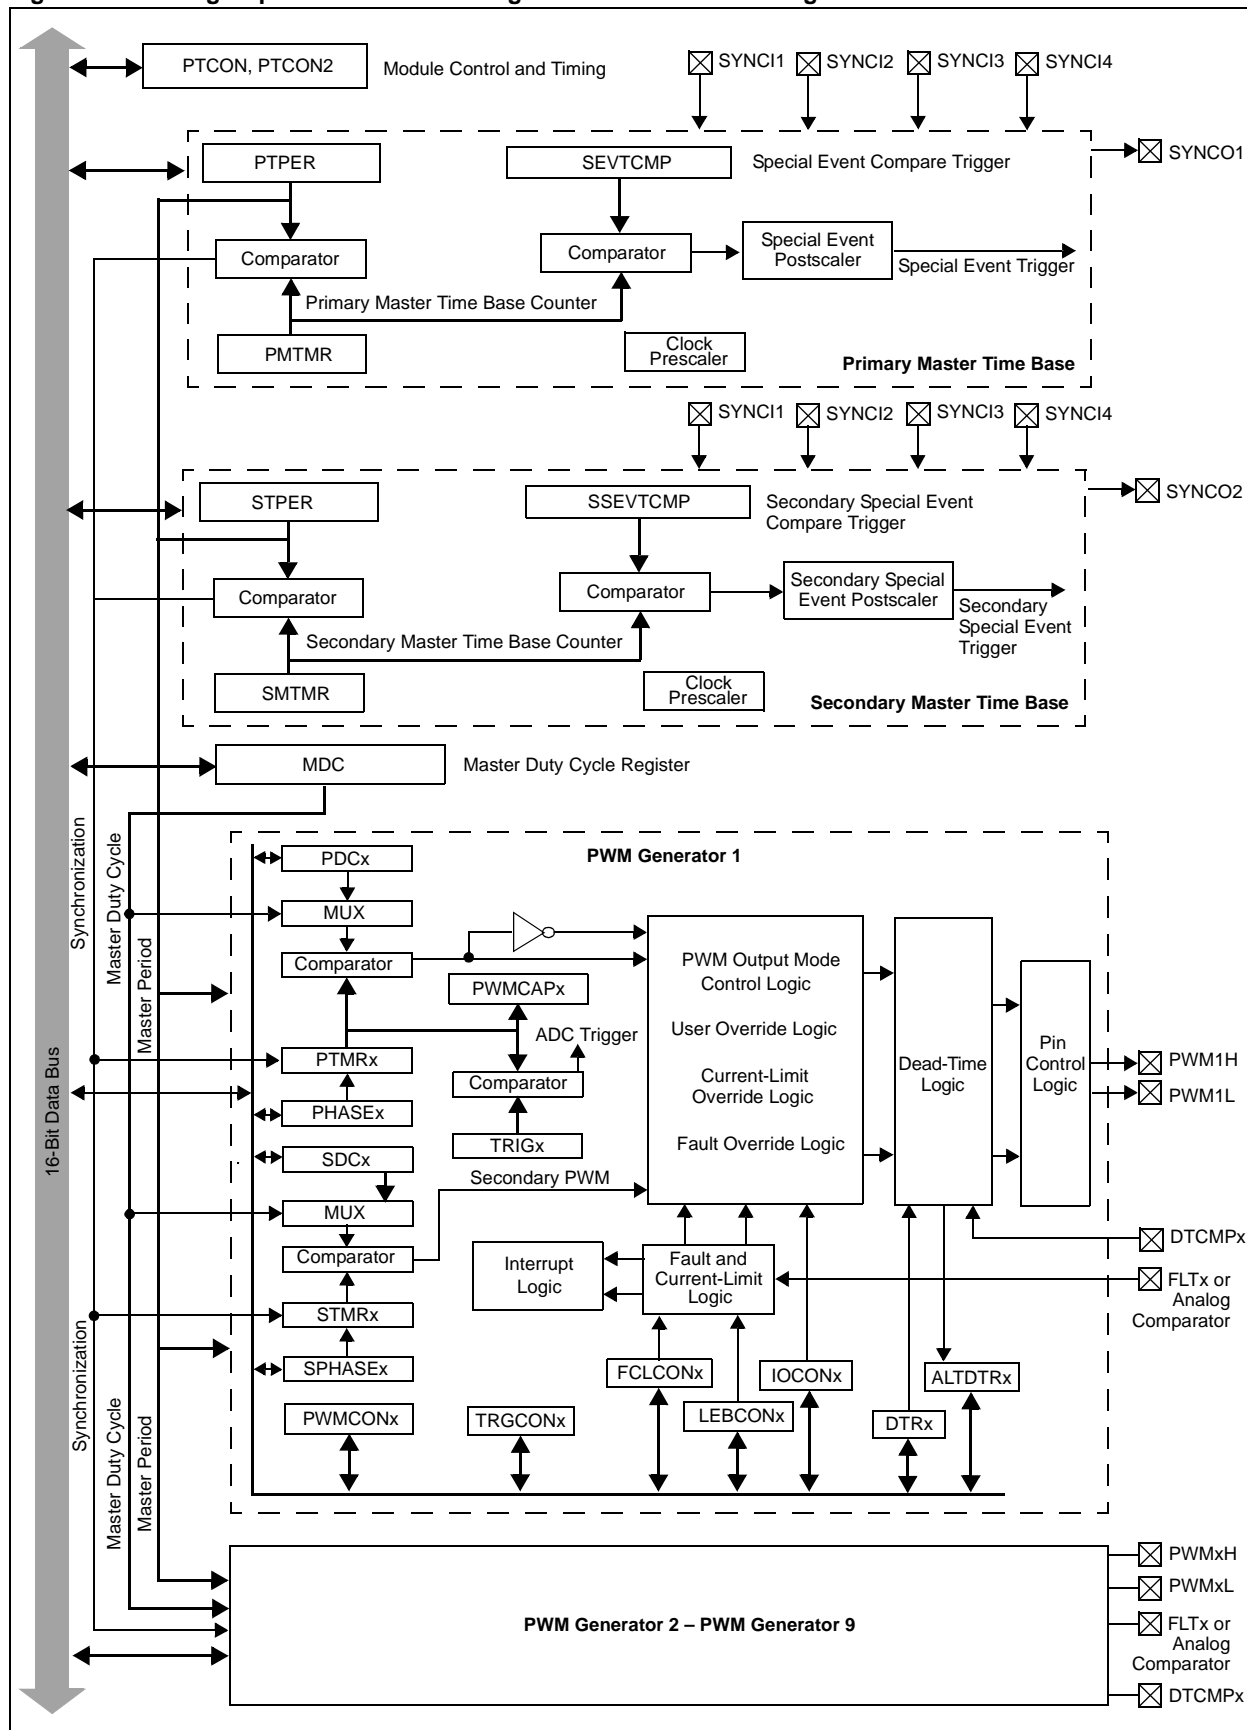 PTCON, PTCON2
Module Control and Timing
SYNCI1
SYNCI2
SYNCI3
SYNCI4
SYNCO1
PTPER
SEVTCMP
Special Event Compare Trigger
Comparator
Comparator
Special Event
Postscaler
Special Event Trigger
Primary Master Time Base Counter
PMTMR
Clock
Prescaler
Primary Master Time Base
SYNCI1
SYNCI2
SYNCI3
SYNCI4
SYNCO2
STPER
SSEVTCMP
Secondary Special Event
Compare Trigger
Comparator
Comparator
Secondary Special
Event Postscaler
Secondary
Special Event
Trigger
Secondary Master Time Base Counter
SMTMR
Clock
Prescaler
Secondary Master Time Base
MDC
Master Duty Cycle Register
16-Bit Data Bus
Synchronization
Master Duty Cycle
Master Period
PWM Generator 1
PDCx
MUX
Comparator
PWMCAPx
ADC Trigger
PTMRx
Comparator
PHASEx
TRIGx
SDCx
Secondary PWM
MUX
Comparator
STMRx
SPHASEx
PWM Output Mode
Control Logic
User Override Logic
Current-Limit
Override Logic
Fault Override Logic
Dead-Time
Logic
Pin
Control
Logic
PWM1H
PWM1L
DTCMPx
FLTx or
Analog
Comparator
Interrupt
Logic
Fault and
Current-Limit
Logic
FCLCONx
IOCONx
ALTDTRx
PWMCONx
TRGCONx
LEBCONx
DTRx
Synchronization
Master Duty Cycle
Master Period
PWM Generator 2 – PWM Generator 9
PWMxH
PWMxL
FLTx or
Analog
Comparator
DTCMPx